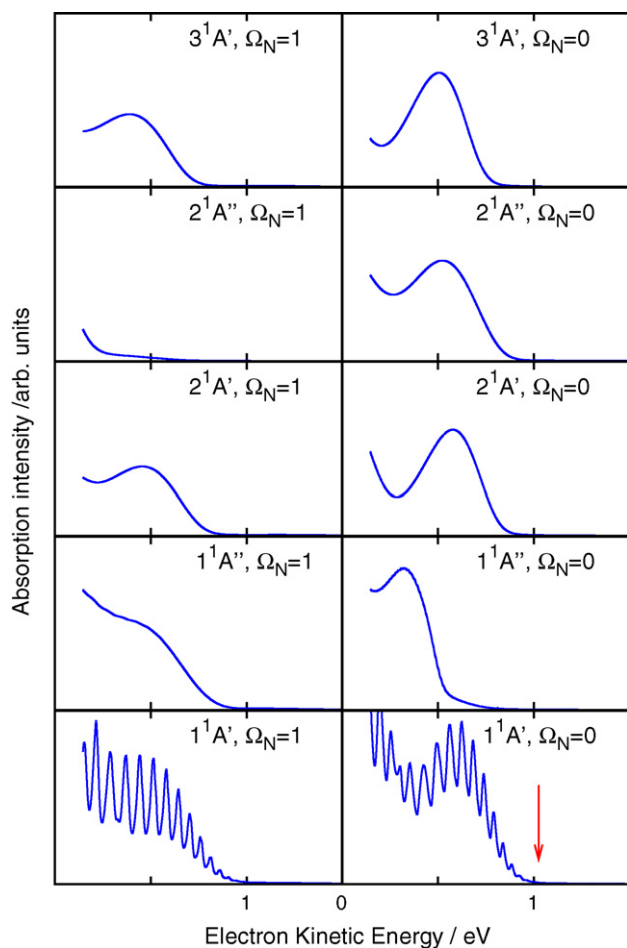 3¹A', Ω_N=1
3¹A', Ω_N=0
2¹A'', Ω_N=1
2¹A'', Ω_N=0
2¹A', Ω_N=1
2¹A', Ω_N=0
1¹A'', Ω_N=1
1¹A'', Ω_N=0
1¹A', Ω_N=1
1¹A', Ω_N=0
Absorption intensity /arb. units
1 0 1
Electron Kinetic Energy / eV